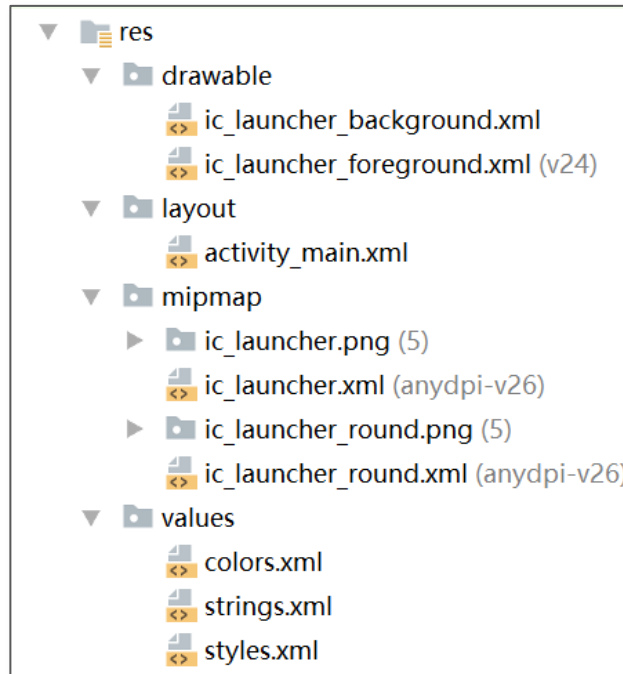 res
drawable
ic_launcher_background.xml
ic_launcher_foreground.xml (v24)
layout
activity_main.xml
mipmap
ic_launcher.png (5)
ic_launcher.xml (anydpi-v26)
ic_launcher_round.png (5)
ic_launcher_round.xml (anydpi-v26)
values
colors.xml
strings.xml
styles.xml